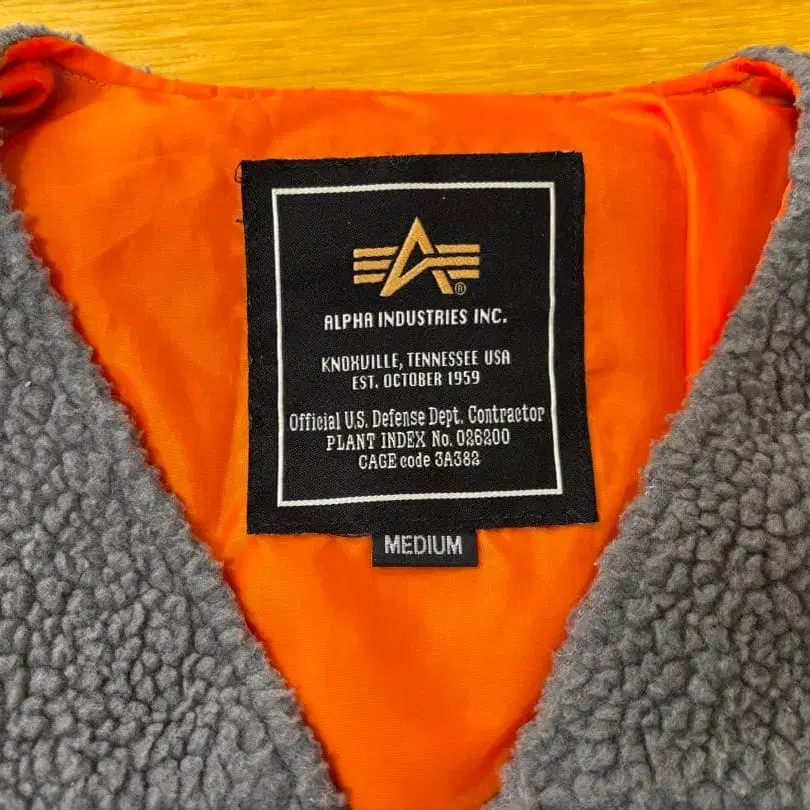 ALPHA INDUSTRIES INC.
KNOXVILLE, TENNESSEE USA
EST. OCTOBER 1959
Official U.S. Defense Dept. Contractor
PLANT INDEX No. 026200
CAGE code 3A382
MEDIUM